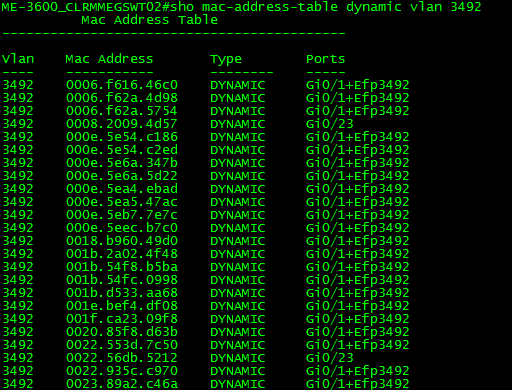 ME-3600_CLRMMEGSWT02#sho mac-address-table dynamic vlan 3492
Mac Address Table
-------------------------------------------
Vlan Mac Address Type Ports
---- ----------- -------- -----
3492 0006.f616.46c0 DYNAMIC Gi0/1+Efp3492
3492 0006.f62a.4d98 DYNAMIC Gi0/1+Efp3492
3492 0006.f62a.5754 DYNAMIC Gi0/1+Efp3492
3492 0008.2009.4d57 DYNAMIC Gi0/23
3492 000e.5e54.c186 DYNAMIC Gi0/1+Efp3492
3492 000e.5e54.c2ed DYNAMIC Gi0/1+Efp3492
3492 000e.5e6a.347b DYNAMIC Gi0/1+Efp3492
3492 000e.5e6a.5d22 DYNAMIC Gi0/1+Efp3492
3492 000e.5ea4.ebad DYNAMIC Gi0/1+Efp3492
3492 000e.5ea5.47ac DYNAMIC Gi0/1+Efp3492
3492 000e.5eb7.7e7c DYNAMIC Gi0/1+Efp3492
3492 000e.5eec.b7c0 DYNAMIC Gi0/1+Efp3492
3492 0018.b960.49d0 DYNAMIC Gi0/1+Efp3492
3492 001b.2a02.4f48 DYNAMIC Gi0/1+Efp3492
3492 001b.54f8.b5ba DYNAMIC Gi0/1+Efp3492
3492 001b.54fc.0998 DYNAMIC Gi0/1+Efp3492
3492 001b.d533.aa68 DYNAMIC Gi0/1+Efp3492
3492 001e.bef4.df08 DYNAMIC Gi0/1+Efp3492
3492 001f.ca23.09f8 DYNAMIC Gi0/1+Efp3492
3492 0020.85f8.d63b DYNAMIC Gi0/1+Efp3492
3492 0022.553d.7c50 DYNAMIC Gi0/1+Efp3492
3492 0022.56db.5212 DYNAMIC Gi0/23
3492 0022.935c.c970 DYNAMIC Gi0/1+Efp3492
3492 0023.89a2.c46a DYNAMIC Gi0/1+Efp3492